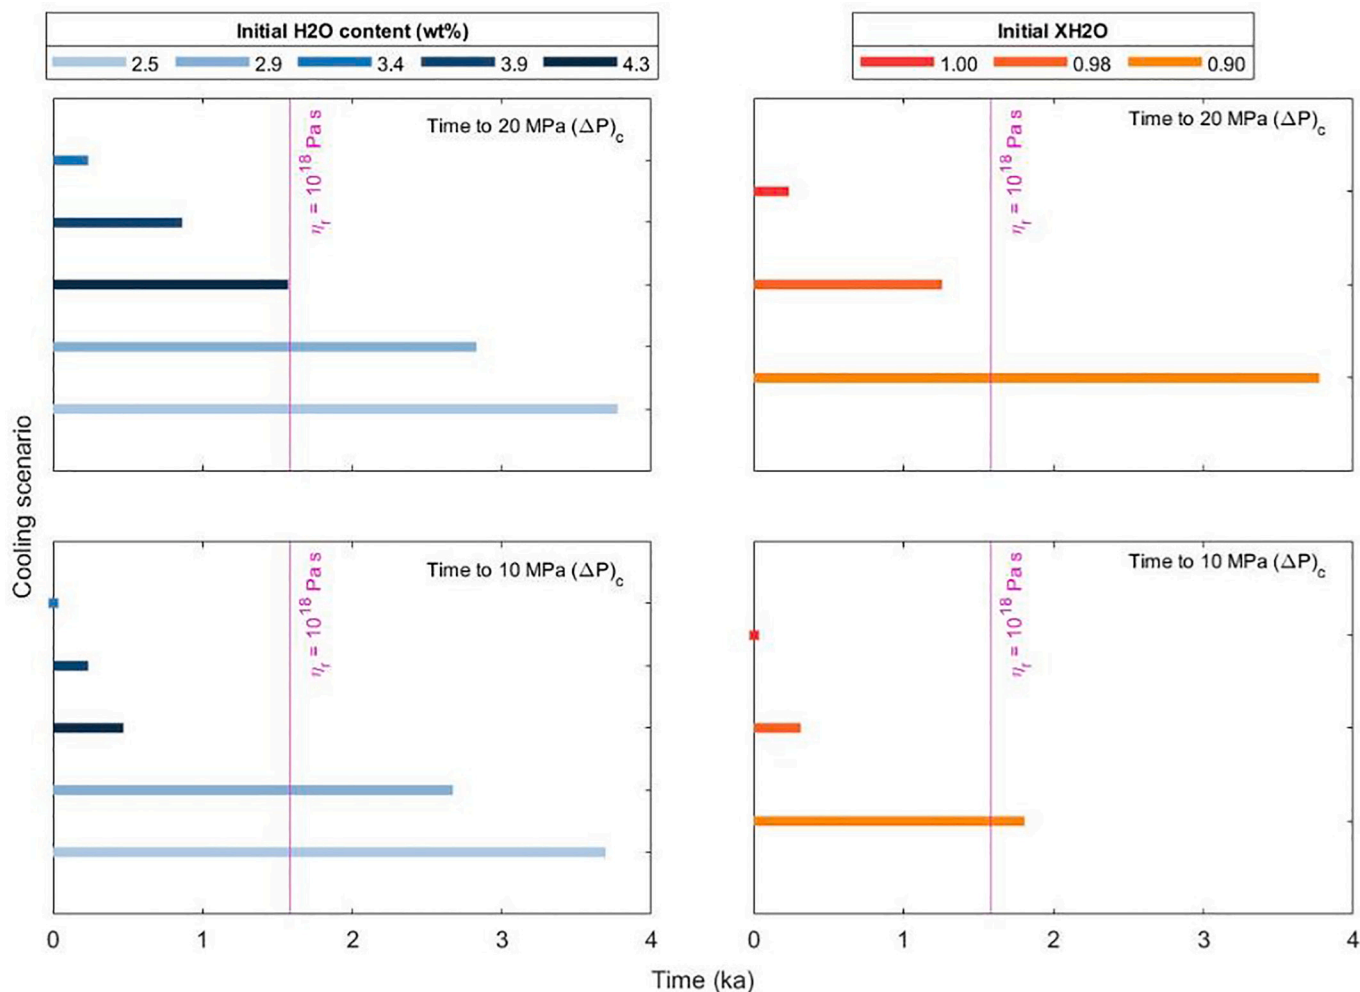 Initial H2O content (wt%)
2.5 2.9 3.4 3.9 4.3
Initial XH2O
1.00 0.98 0.90
Time to 20 MPa (ΔP)c
ηr = 10^18 Pa s
Time to 20 MPa (ΔP)c
ηr = 10^18 Pa s
Cooling scenario
Time to 10 MPa (ΔP)c
ηr = 10^18 Pa s
0 1 2 3 4
Time to 10 MPa (ΔP)c
ηr = 10^18 Pa s
0 1 2 3 4
Time (ka)